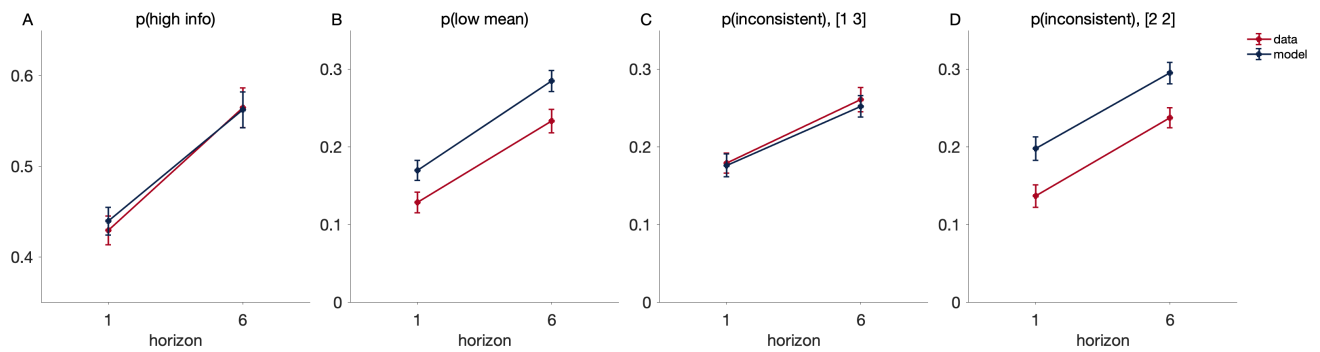 A p(high info)
0.6
0.5
0.4
1 6
horizon
B p(low mean)
0.3
0.2
0.1
0
1 6
horizon
C p(inconsistent), [1 3]
0.3
0.2
0.1
0
1 6
horizon
D p(inconsistent), [2 2]
0.3
0.2
0.1
0
1 6
horizon
data
model